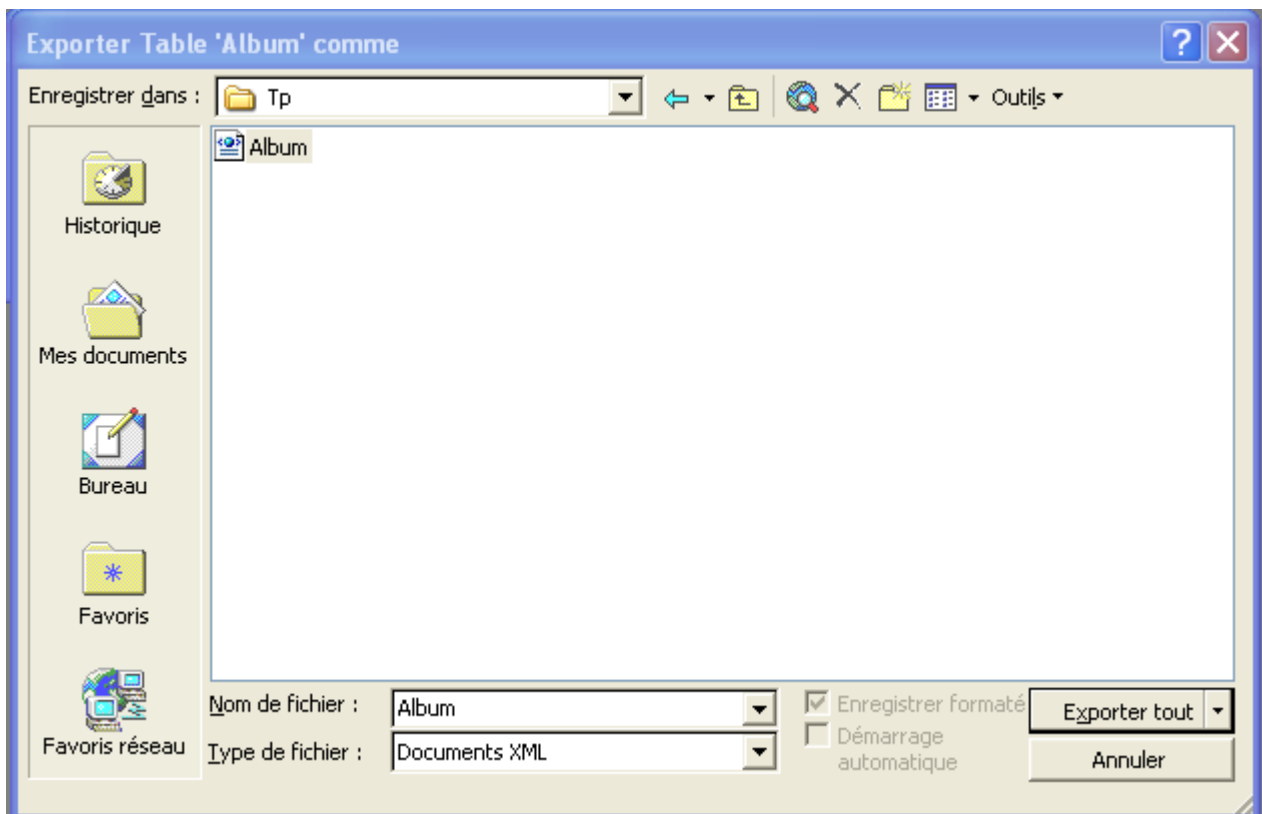 Exporter Table 'Album' comme
Enregistrer dans :
Tp
Outils
Album
Historique
Mes documents
Bureau
Favoris
Favoris réseau
Nom de fichier :
Album
Enregistrer formaté
Exporter tout
Type de fichier :
Documents XML
Démarrage
automatique
Annuler